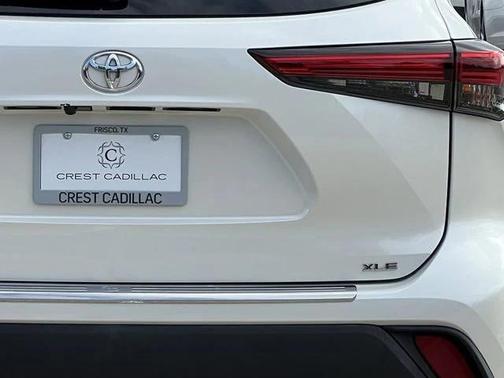 FRISCO, TX
C
CREST CADILLAC
CREST CADILLAC
XLE